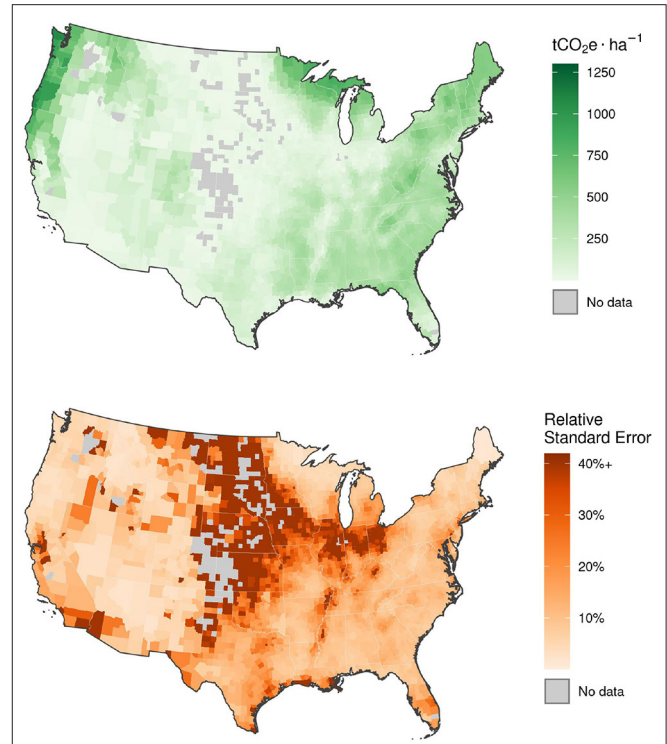 tCO₂e · ha⁻¹
1250
1000
750
500
250
No data
Relative
Standard Error
40%+
30%
20%
10%
No data